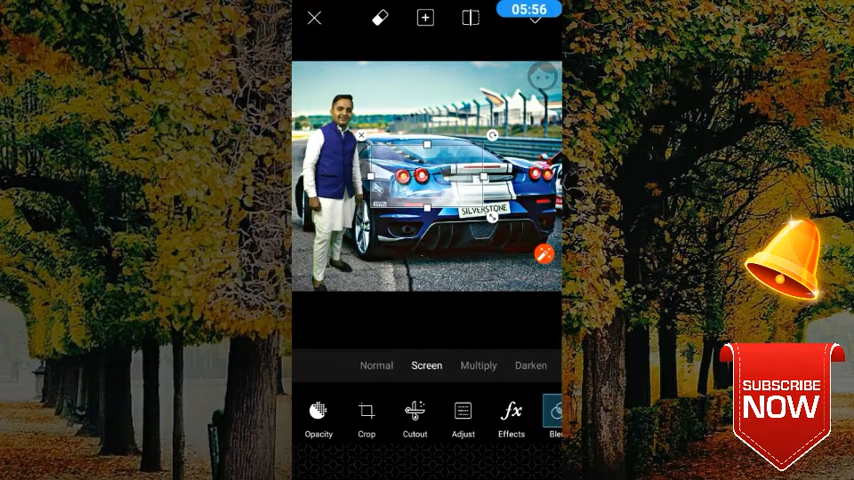 05:56
SILVERSTONE
Normal Screen Multiply Darken
Opacity Crop Cutout Adjust Effects Ble
SUBSCRIBE
NOW